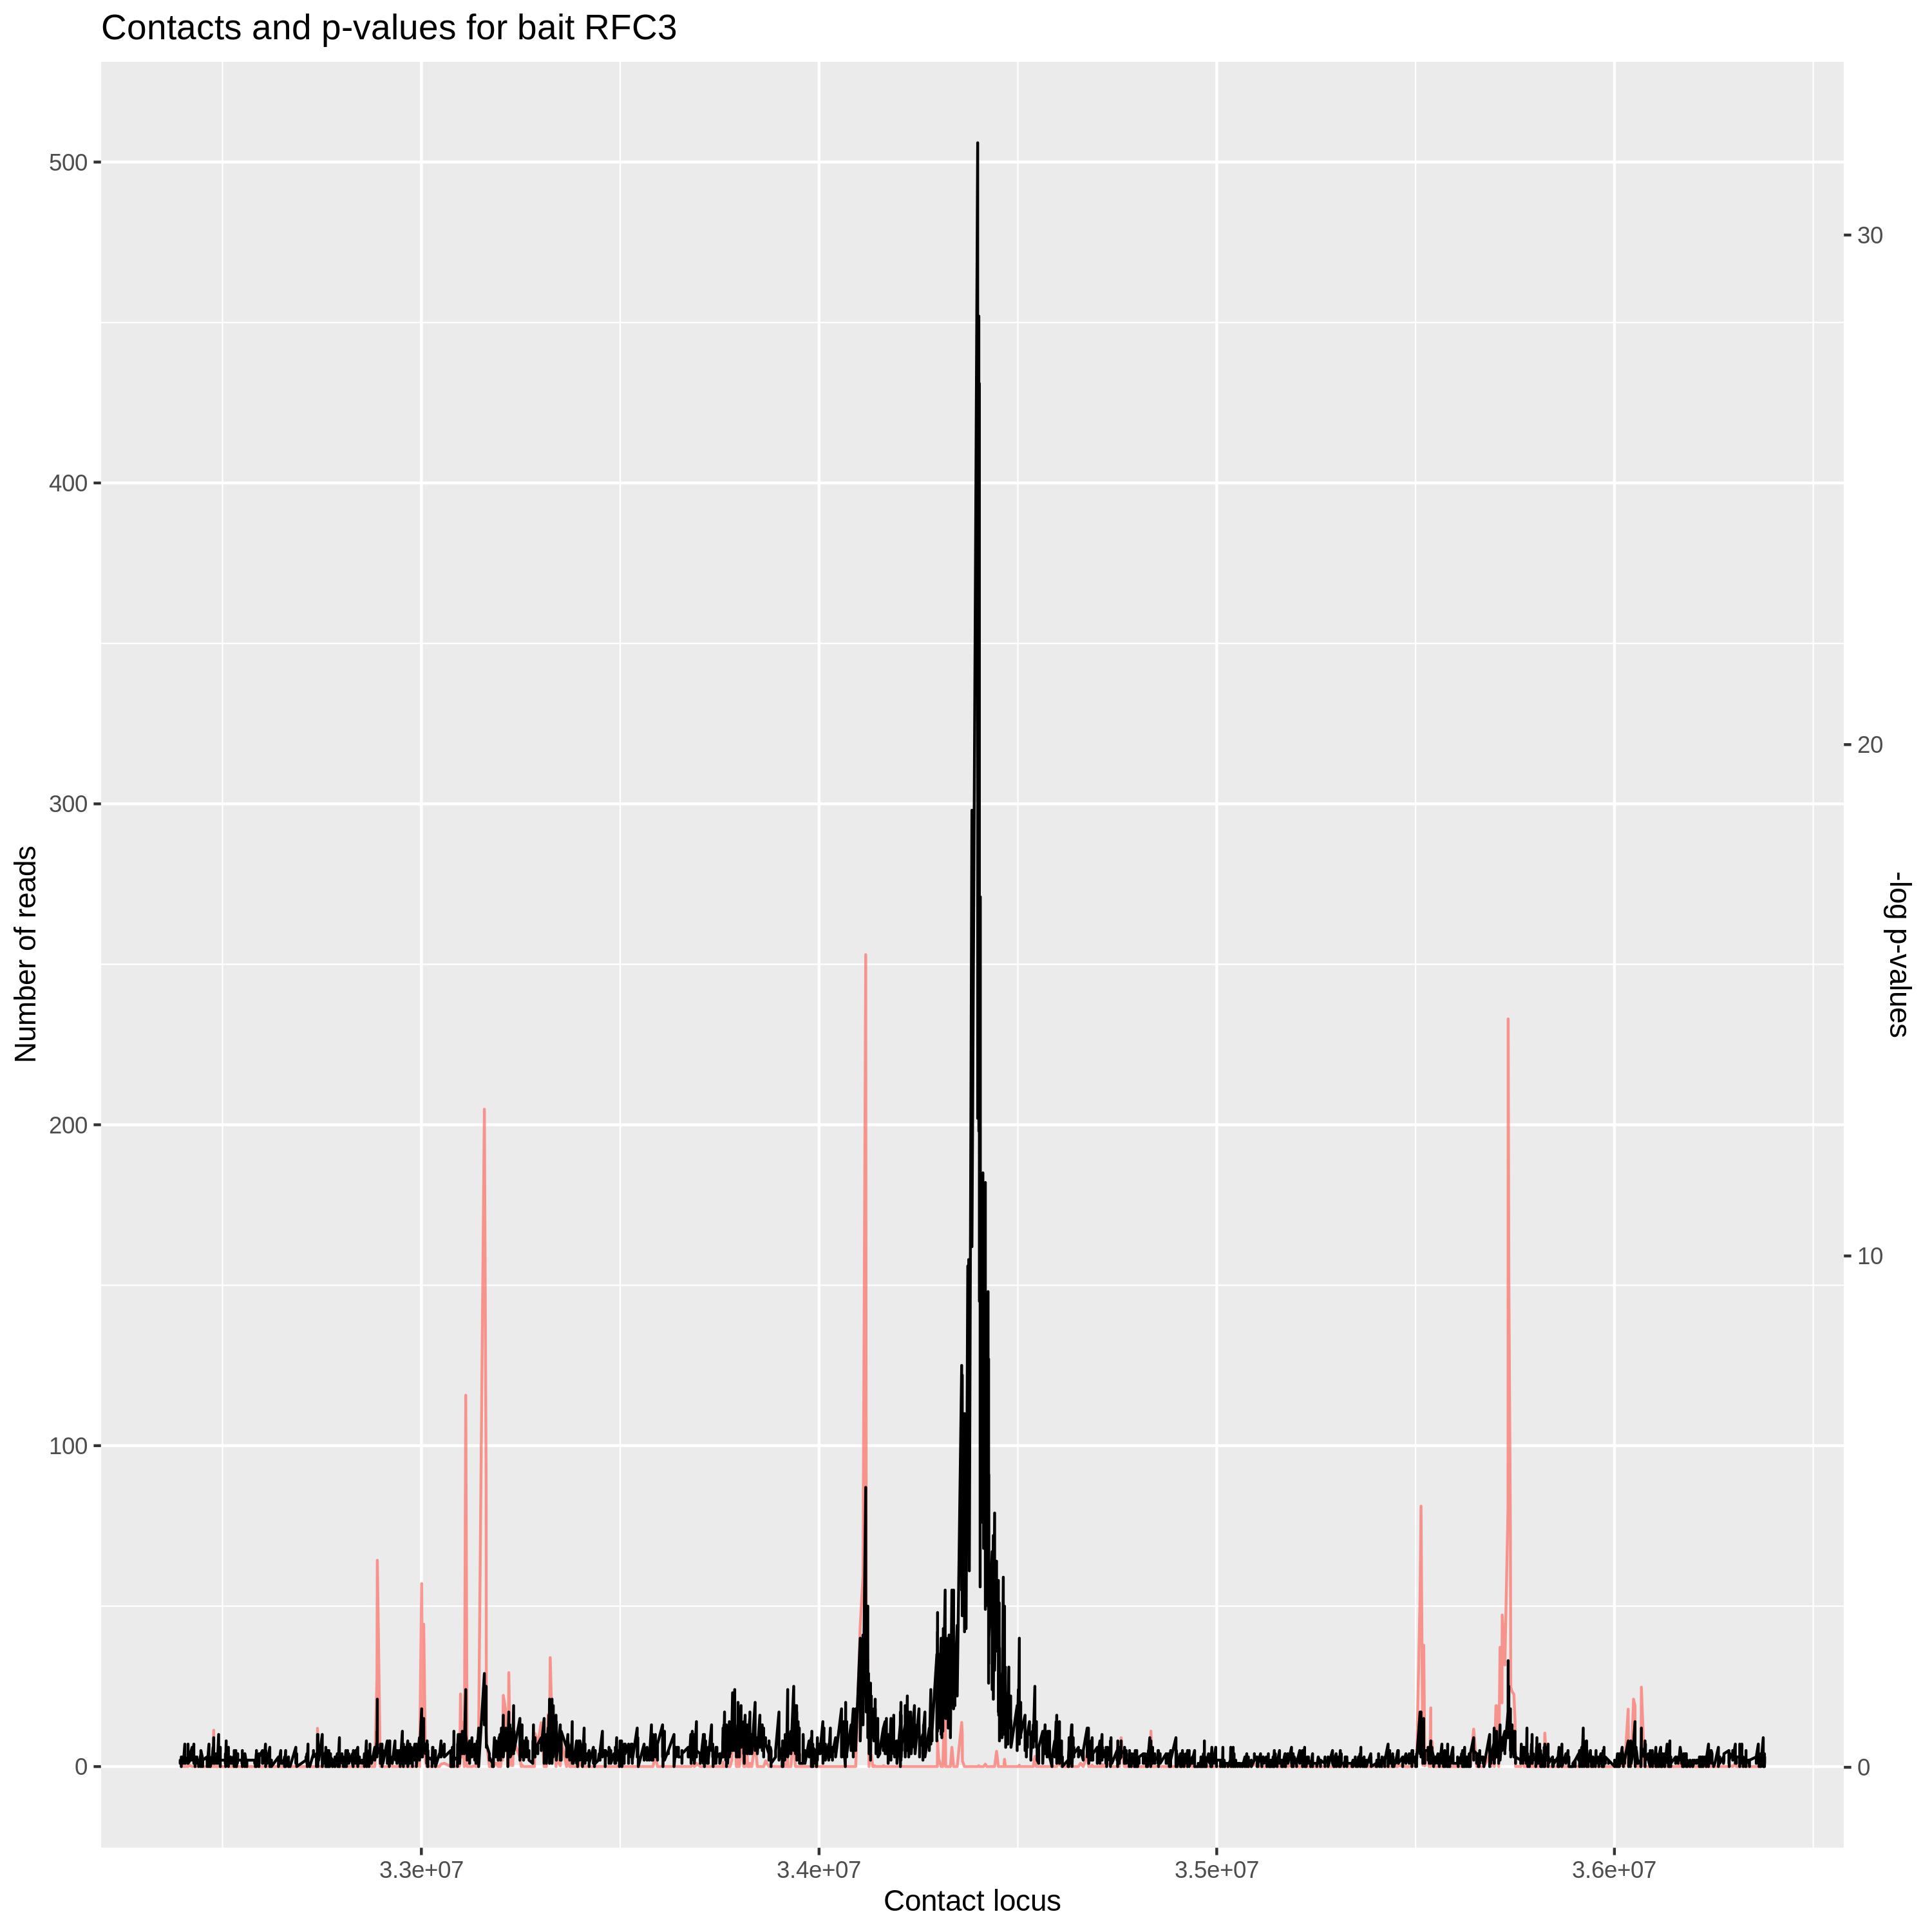 Contacts and p-values for bait RFC3
500
400
300
200
100
0
Number of reads
30
20
10
0
-log p-values
3.3e+07
3.4e+07
3.5e+07
3.6e+07
Contact locus